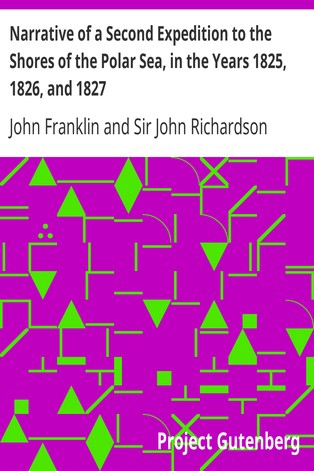 Narrative of a Second Expedition to the
Shores of the Polar Sea, in the Years 1825,
1826, and 1827
John Franklin and Sir John Richardson
Project Gutenberg